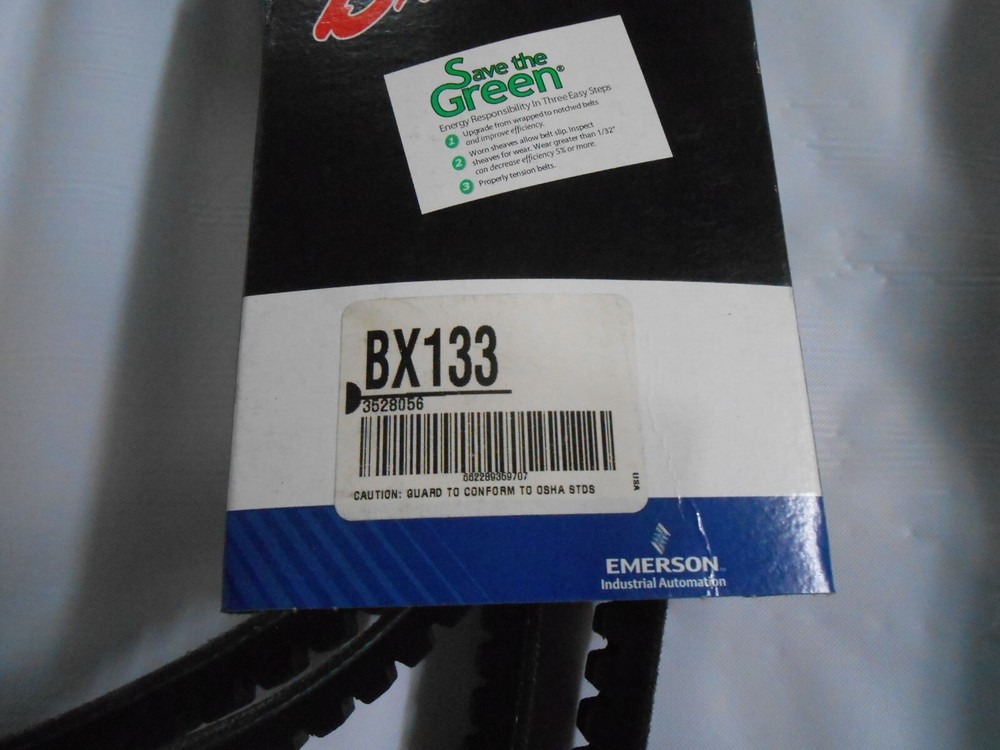 Save the
Green®
Energy Responsibility In Three Easy Steps
1 Upgrade from wrapped to notched belts
and improve efficiency.
2 Worn sheaves allow belt slip. Inspect
sheaves for wear. Wear greater than 1/32"
can decrease efficiency 5% or more.
3 Properly tension belts.
BX133
3528056
662289369707
CAUTION: GUARD TO CONFORM TO OSHA STDS
USA
EMERSON
Industrial Automation